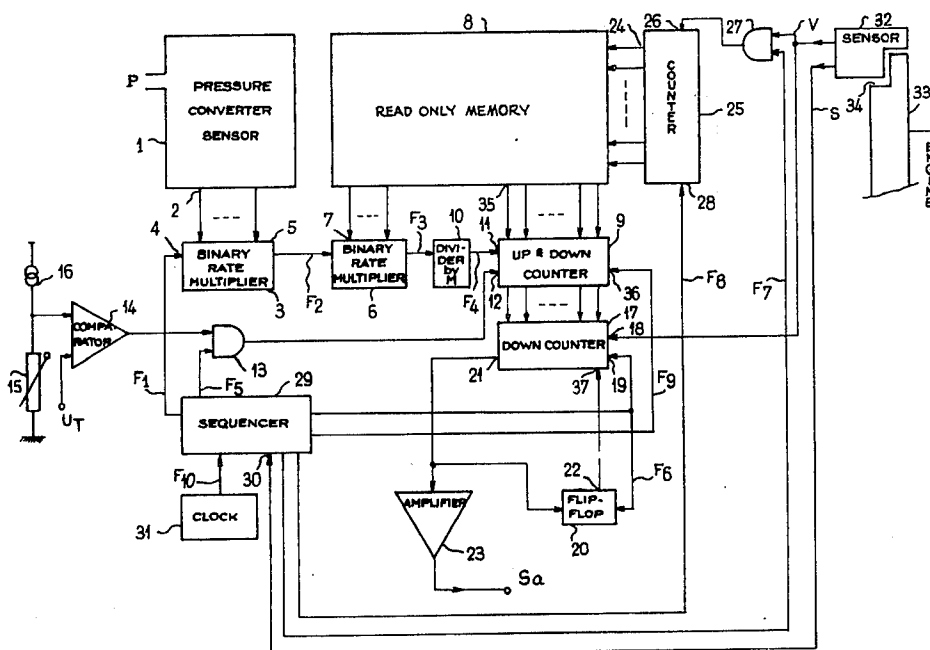 8
24
26
27
V
32
SENSOR
P
PRESSURE
CONVERTER
SENSOR
1
READ ONLY MEMORY
COUNTER
25
34
33
S
ENGINE
2
35
28
4
5
7
F3
10
11
9
BINARY
RATE
MULTIPLIER
BINARY
RATE
MULTIPLIER
DIVI-
DER
by M
UP & DOWN
COUNTER
F2
F4
12
36
3
6
F8
F7
16
14
COMPA-
RATOR
13
17
18
DOWN COUNTER
21
19
37
15
UT
F1
F5
F9
29
SEQUENCER
30
F10
CLOCK
31
AMPLIFIER
23
22
FLIP-
FLOP
20
F6
Sa